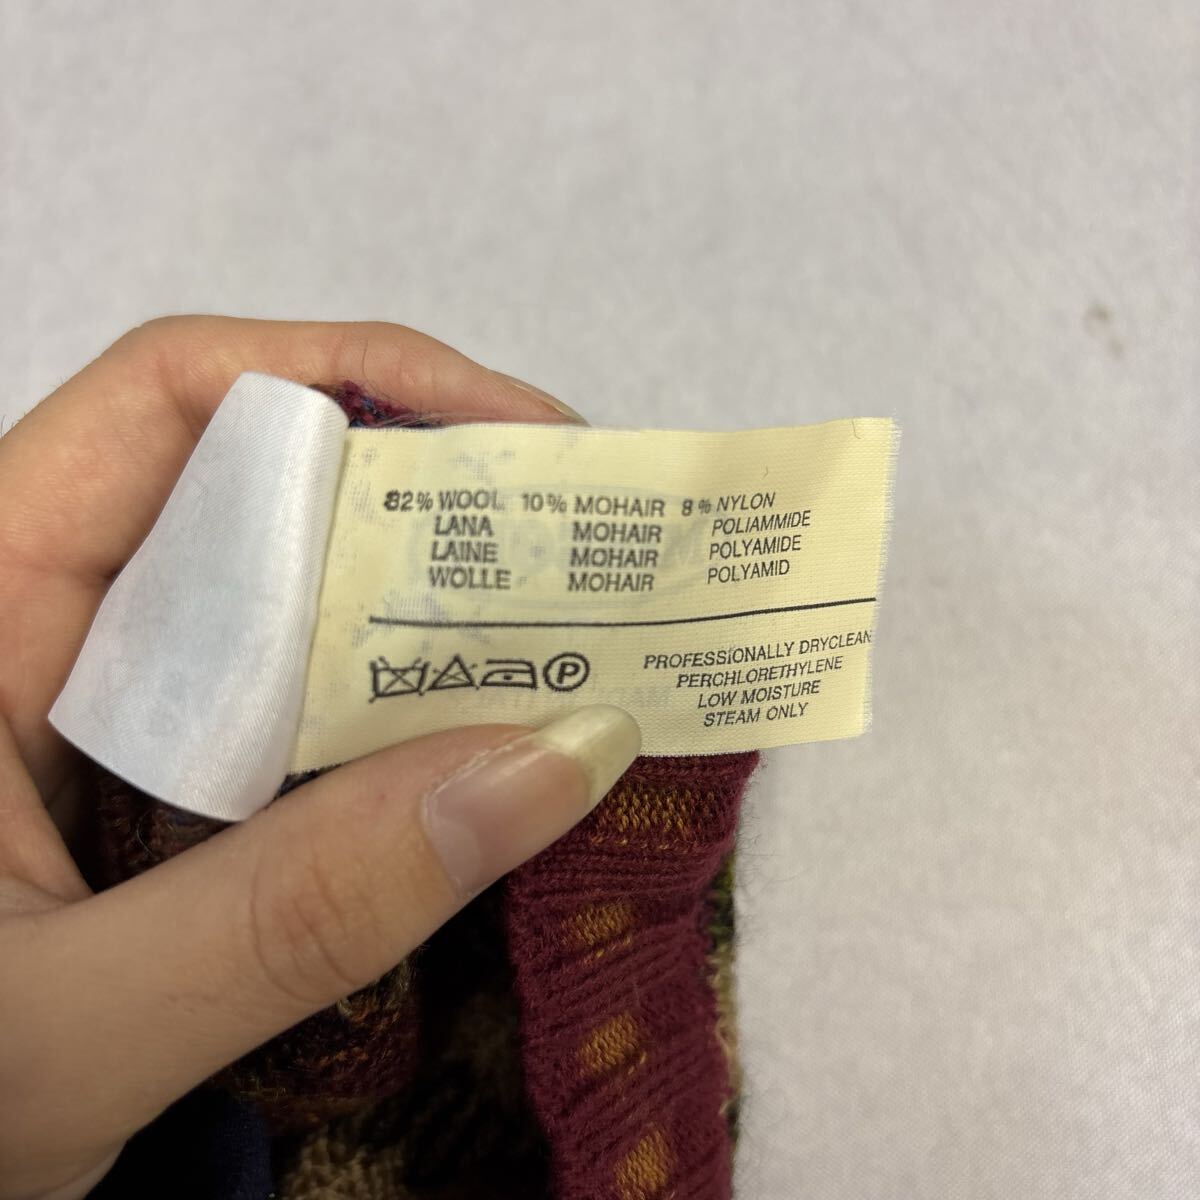 82% WOOL 10% MOHAIR 8% NYLON
LANA MOHAIR POLIAMMIDE
LAINE MOHAIR POLYAMIDE
WOLLE MOHAIR POLYAMID
P
PROFESSIONALLY DRYCLEAN
PERCHLORETHYLENE
LOW MOISTURE
STEAM ONLY